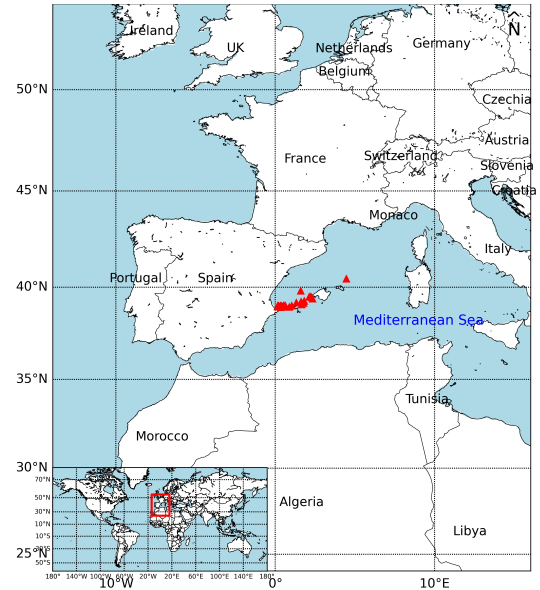 Ireland
N̂
UK
Netherlands
Germany
Belgium
50°N
Czechia
Austria
France
Switzerland
Slovenia
45°N
Croatia
Monaco
Italy
Portugal
Spain
40°N
Mediterranean Sea
35°N
Tunisia
Morocco
30°N
70°N
50°N
30°N
10°N
10°S
30°S
50°S
Algeria
Libya
25°N
180° 140°W 100°W 60°W 20°W 20°E 60°E 100°E 140°E 180°
10°W 0° 10°E